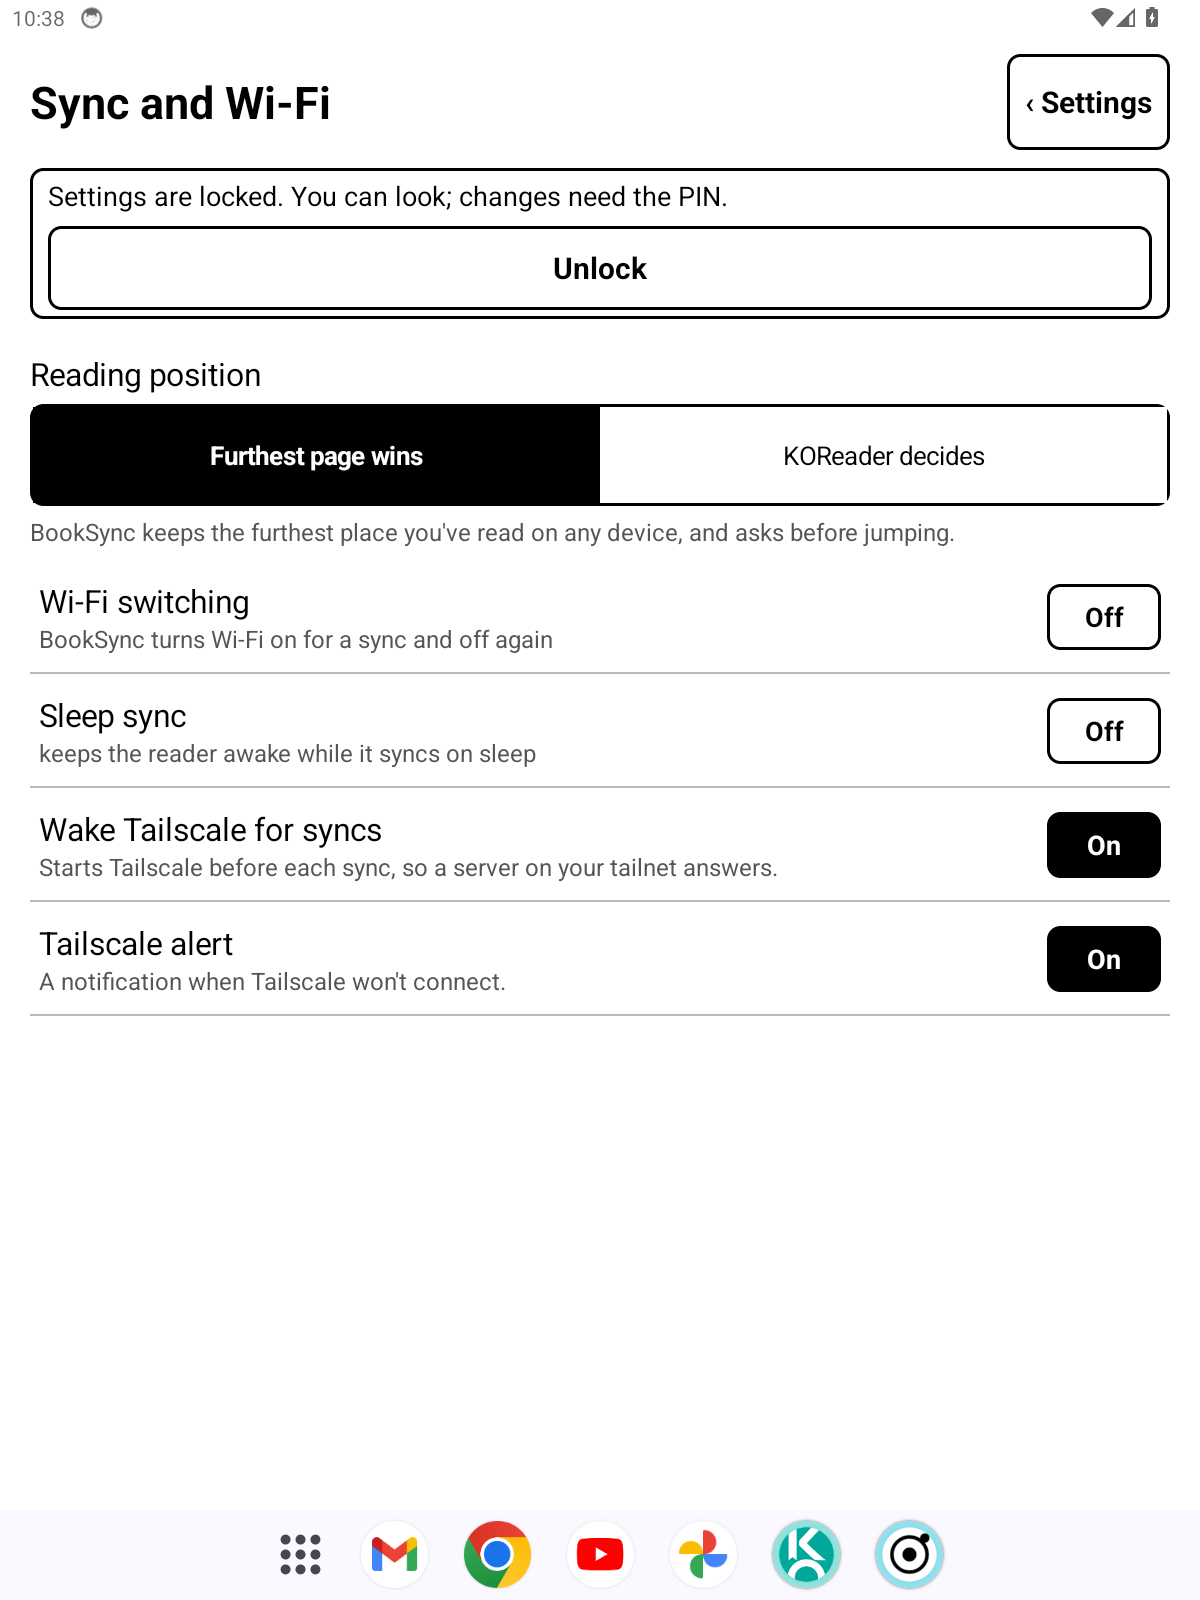 10:38
Sync and Wi-Fi
‹ Settings
Settings are locked. You can look; changes need the PIN.
Unlock
Reading position
Furthest page wins
KOReader decides
BookSync keeps the furthest place you've read on any device, and asks before jumping.
Wi-Fi switching
Off
BookSync turns Wi-Fi on for a sync and off again
Sleep sync
Off
keeps the reader awake while it syncs on sleep
Wake Tailscale for syncs
On
Starts Tailscale before each sync, so a server on your tailnet answers.
Tailscale alert
On
A notification when Tailscale won't connect.